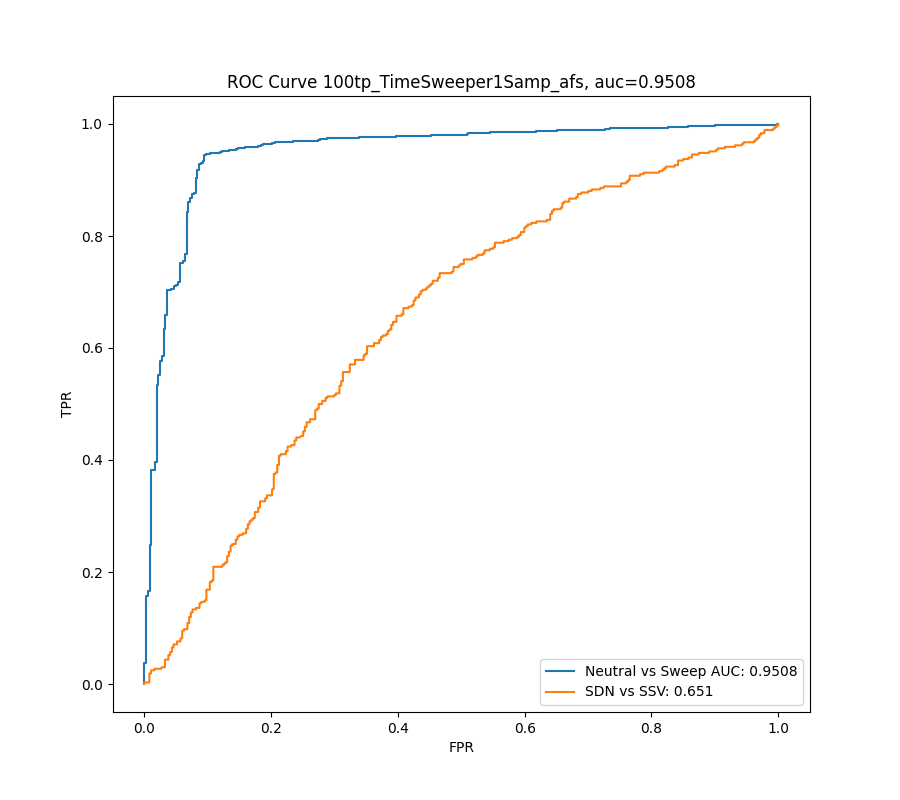 ROC Curve 100tp_TimeSweeper1Samp_afs, auc=0.9508
1.0
0.8
0.6
0.4
0.2
0.0
TPR
0.0 0.2 0.4 0.6 0.8 1.0
FPR
Neutral vs Sweep AUC: 0.9508
SDN vs SSV: 0.651